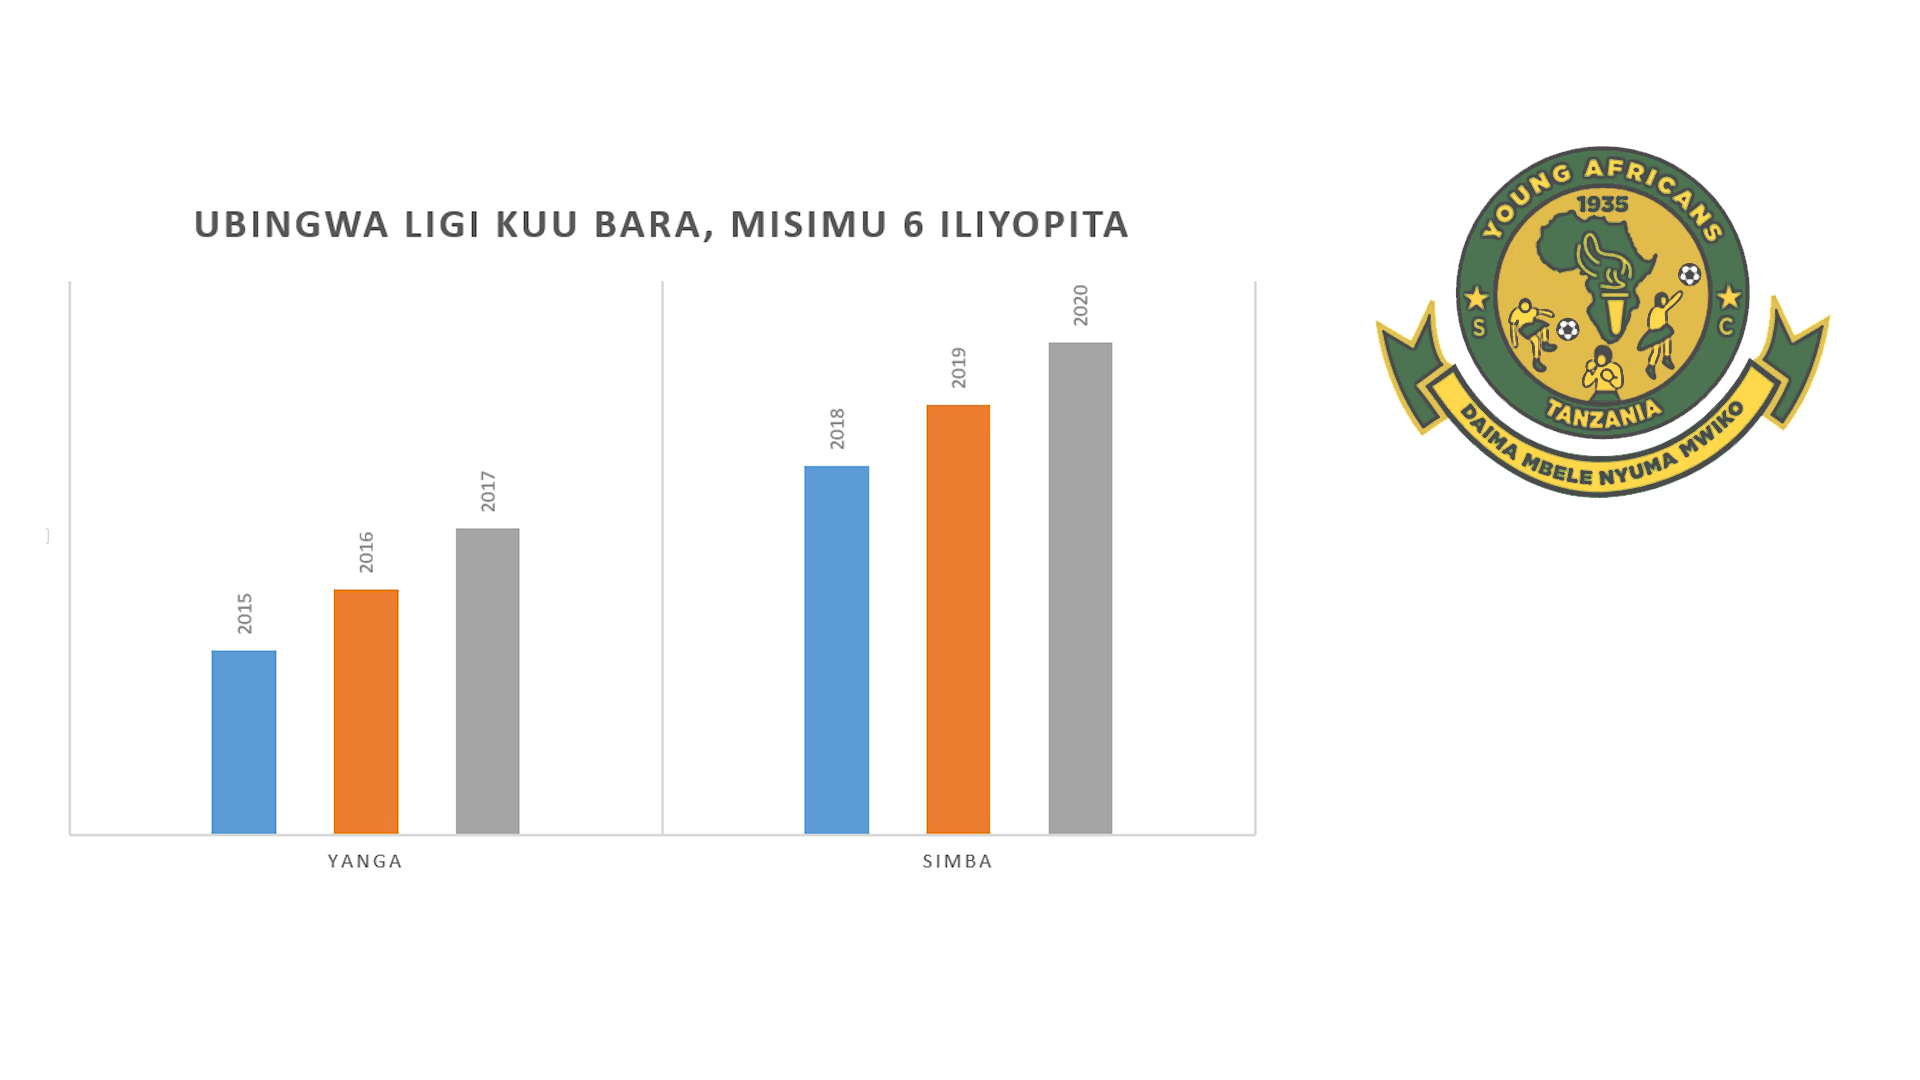 UBINGWA LIGI KUU BARA, MISIMU 6 ILIYOPITA
2015
2016
2017
2018
2019
2020
YANGA
SIMBA
YOUNG AFRICANS
1935
S
C
TANZANIA
DAIMA MBELE NYUMA MWIKO